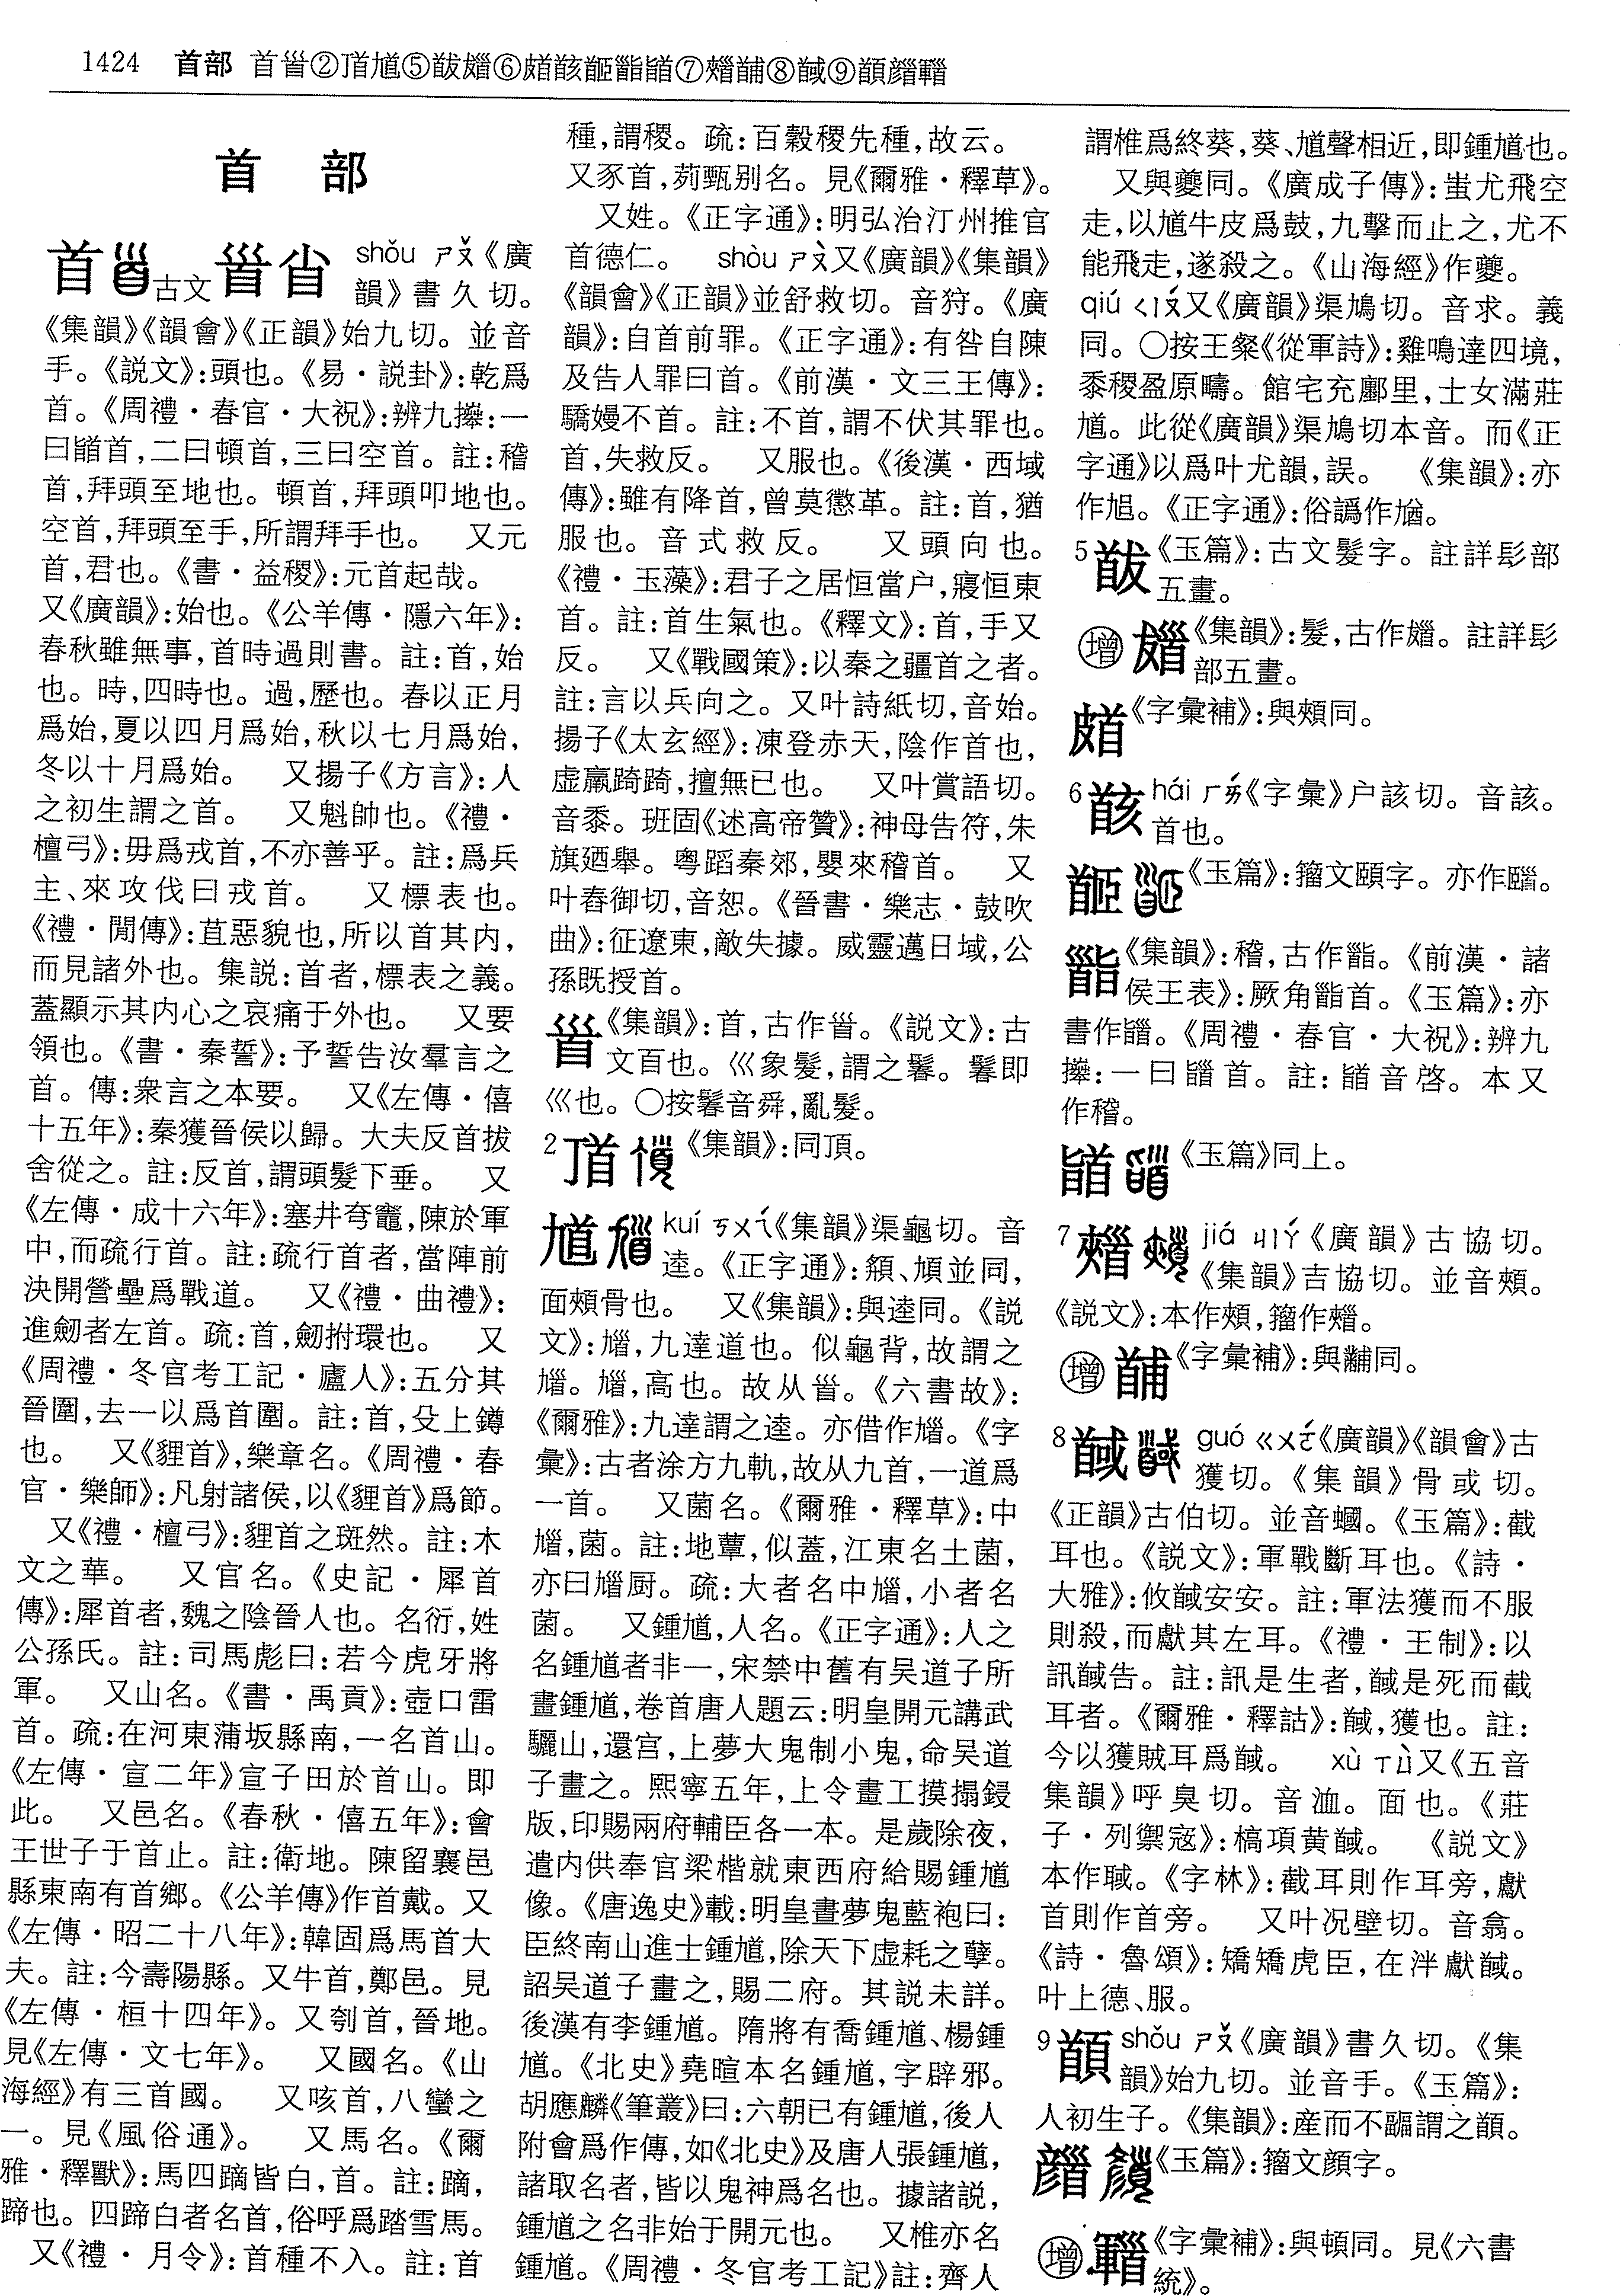 1424 首部 首𩠐②𩠑馗⑤⑥⑦⑧馘⑨
首 部
首 古文 𩠐 shǒu ㄕㄡˇ《廣
韻》書久切。
《集韻》《韻會》《正韻》始九切。並音
手。《説文》:頭也。《易·説卦》:乾爲
首。《周禮·春官·大祝》:辨九𢷎:一
曰䭫首,二曰頓首,三曰空首。註:稽
首,拜頭至地也。頓首,拜頭叩地也。
空首,拜頭至手,所謂拜手也。 又元
首,君也。《書·益稷》:元首起哉。
又《廣韻》:始也。《公羊傳·隱六年》:
春秋雖無事,首時過則書。註:首,始
也。時,四時也。過,歷也。春以正月
爲始,夏以四月爲始,秋以七月爲始,
冬以十月爲始。 又揚子《方言》:人
之初生謂之首。 又魁帥也。《禮·
檀弓》:毋爲戎首,不亦善乎。註:爲兵
主、來攻伐曰戎首。 又標表也。
《禮·閒傳》:苴惡貌也,所以首其内,
而見諸外也。集説:首者,標表之義。
蓋顯示其内心之哀痛于外也。 又要
領也。《書·秦誓》:予誓告汝羣言之
首。傳:衆言之本要。 又《左傳·僖
十五年》:秦獲晉侯以歸。大夫反首拔
舍從之。註:反首,謂頭髮下垂。 又
《左傳·成十六年》:塞井夸竈,陳於軍
中,而疏行首。註:疏行首者,當陣前
決開營壘爲戰道。 又《禮·曲禮》:
進劒者左首。疏:首,劒拊環也。 又
《周禮·冬官考工記·廬人》:五分其
晉圍,去一以爲首圍。註:首,殳上鐏
也。 又《貍首》,樂章名。《周禮·春
官·樂師》:凡射諸侯,以《貍首》爲節。
又《禮·檀弓》:貍首之斑然。註:木
文之華。 又官名。《史記·犀首
傳》:犀首者,魏之陰晉人也。名衍,姓
公孫氏。註:司馬彪曰:若今虎牙將
軍。 又山名。《書·禹貢》:壺口雷
首。疏:在河東蒲坂縣南,一名首山。
《左傳·宣二年》宣子田於首山。即
此。 又邑名。《春秋·僖五年》:會
王世子于首止。註:衛地。陳留襄邑
縣東南有首鄉。《公羊傳》作首戴。又
《左傳·昭二十八年》:韓固爲馬首大
夫。註:今壽陽縣。又牛首,鄭邑。見
《左傳·桓十四年》。又刳首,晉地。
見《左傳·文七年》。 又國名。《山
海經》有三首國。 又咳首,八蠻之
一。見《風俗通》。 又馬名。《爾
雅·釋獸》:馬四蹢皆白,首。註:蹢,
蹄也。四蹄白者名首,俗呼爲踏雪馬。
又《禮·月令》:首種不入。註:首
種,謂稷。疏:百穀稷先種,故云。
又豕首,茢甄别名。見《爾雅·釋草》。
又姓。《正字通》:明弘治汀州推官
首德仁。 shòu ㄕㄡˋ又《廣韻》《集韻》
《韻會》《正韻》並舒救切。音狩。《廣
韻》:自首前罪。《正字通》:有咎自陳
及告人罪曰首。《前漢·文三王傳》:
驕嫚不首。註:不首,謂不伏其罪也。
首,失救反。 又服也。《後漢·西域
傳》:雖有降首,曾莫懲革。註:首,猶
服也。音式救反。 又頭向也。
《禮·玉藻》:君子之居恒當户,寢恒東
首。註:首生氣也。《釋文》:首,手又
反。 又《戰國策》:以秦之疆首之者。
註:言以兵向之。又叶詩紙切,音始。
揚子《太玄經》:凍登赤天,陰作首也,
虚羸踦踦,擅無已也。 又叶賞語切。
音黍。班固《述高帝贊》:神母告符,朱
旗廼舉。粤蹈秦郊,嬰來稽首。 又
叶舂御切,音恕。《晉書·樂志·鼓吹
曲》:征遼東,敵失據。威靈邁日域,公
孫既授首。
𩠐《集韻》:首,古作𩠐。《説文》:古
文百也。巛象髮,謂之鬊。鬊即
巛也。〇按鬊音舜,亂髮。
2 𩠑《集韻》:同頂。
馗 kuí ㄎㄨㄟˊ《集韻》渠龜切。音
逵。《正字通》:頯、頄並同,
面頰骨也。 又《集韻》:與逵同。《説
文》:馗,九達道也。似龜背,故謂之
馗。馗,高也。故从𩠐。《六書故》:
《爾雅》:九達謂之逵。亦借作馗。《字
彙》:古者涂方九軌,故从九首,一道爲
一首。 又菌名。《爾雅·釋草》:中
馗,菌。註:地蕈,似蓋,江東名土菌,
亦曰馗厨。疏:大者名中馗,小者名
菌。 又鍾馗,人名。《正字通》:人之
名鍾馗者非一,宋禁中舊有吴道子所
畫鍾馗,卷首唐人題云:明皇開元講武
驪山,還宫,上夢大鬼制小鬼,命吴道
子畫之。熙寧五年,上令畫工摸搨鋟
版,印賜兩府輔臣各一本。是歲除夜,
遣内供奉官梁楷就東西府給賜鍾馗
像。《唐逸史》載:明皇晝夢鬼藍袍曰:
臣終南山進士鍾馗,除天下虚耗之孽。
詔吴道子畫之,賜二府。其説未詳。
後漢有李鍾馗。隋將有喬鍾馗、楊鍾
馗。《北史》堯暄本名鍾馗,字辟邪。
胡應麟《筆叢》曰:六朝已有鍾馗,後人
附會爲作傳,如《北史》及唐人張鍾馗,
諸取名者,皆以鬼神爲名也。據諸説,
鍾馗之名非始于開元也。 又椎亦名
鍾馗。《周禮·冬官考工記》註:齊人
謂椎爲終葵,葵、馗聲相近,即鍾馗也。
又與夔同。《廣成子傳》:蚩尤飛空
走,以馗牛皮爲鼓,九擊而止之,尤不
能飛走,遂殺之。《山海經》作夔。
qiú ㄑㄧㄡˊ又《廣韻》渠鳩切。音求。義
同。〇按王粲《從軍詩》:雞鳴達四境,
黍稷盈原疇。館宅充鄽里,士女滿莊
馗。此從《廣韻》渠鳩切本音。而《正
字通》以爲叶尤韻,誤。 《集韻》:亦
作旭。《正字通》:俗譌作。
5 《玉篇》:古文髮字。註詳髟部
五畫。
增 《集韻》:髮,古作。註詳髟
部五畫。
《字彙補》:與頰同。
6 hái ㄏㄞˊ《字彙》户該切。音該。
首也。
《玉篇》:籀文頤字。亦作。
《集韻》:稽,古作。《前漢·諸
侯王表》:厥角首。《玉篇》:亦
書作䭫。《周禮·春官·大祝》:辨九
𢷎:一曰䭫首。註:䭫音啓。本又
作稽。
䭫《玉篇》同上。
7 jiá ㄐㄧㄚˊ《廣韻》古協切。
《集韻》吉協切。並音頰。
《説文》:本作頰,籀作。
增 《字彙補》:與黼同。
8 馘 guó ㄍㄨㄛˊ《廣韻》《韻會》古
獲切。《集韻》骨或切。
《正韻》古伯切。並音蟈。《玉篇》:截
耳也。《説文》:軍戰斷耳也。《詩·
大雅》:攸馘安安。註:軍法獲而不服
則殺,而獻其左耳。《禮·王制》:以
訊馘告。註:訊是生者,馘是死而截
耳者。《爾雅·釋詁》:馘,獲也。註:
今以獲賊耳爲馘。 xù ㄒㄩˋ又《五音
集韻》呼臭切。音洫。面也。《莊
子·列禦寇》:槁項黄馘。 《説文》
本作聝。《字林》:截耳則作耳旁,獻
首則作首旁。 又叶況壁切。音翕。
《詩·魯頌》:矯矯虎臣,在泮獻馘。
叶上德、服。
9 shǒu ㄕㄡˇ《廣韻》書久切。《集
韻》始九切。並音手。《玉篇》:
人初生子。《集韻》:産而不䫣謂之。
《玉篇》:籀文顔字。
增 《字彙補》:與頓同。見《六書
統》。